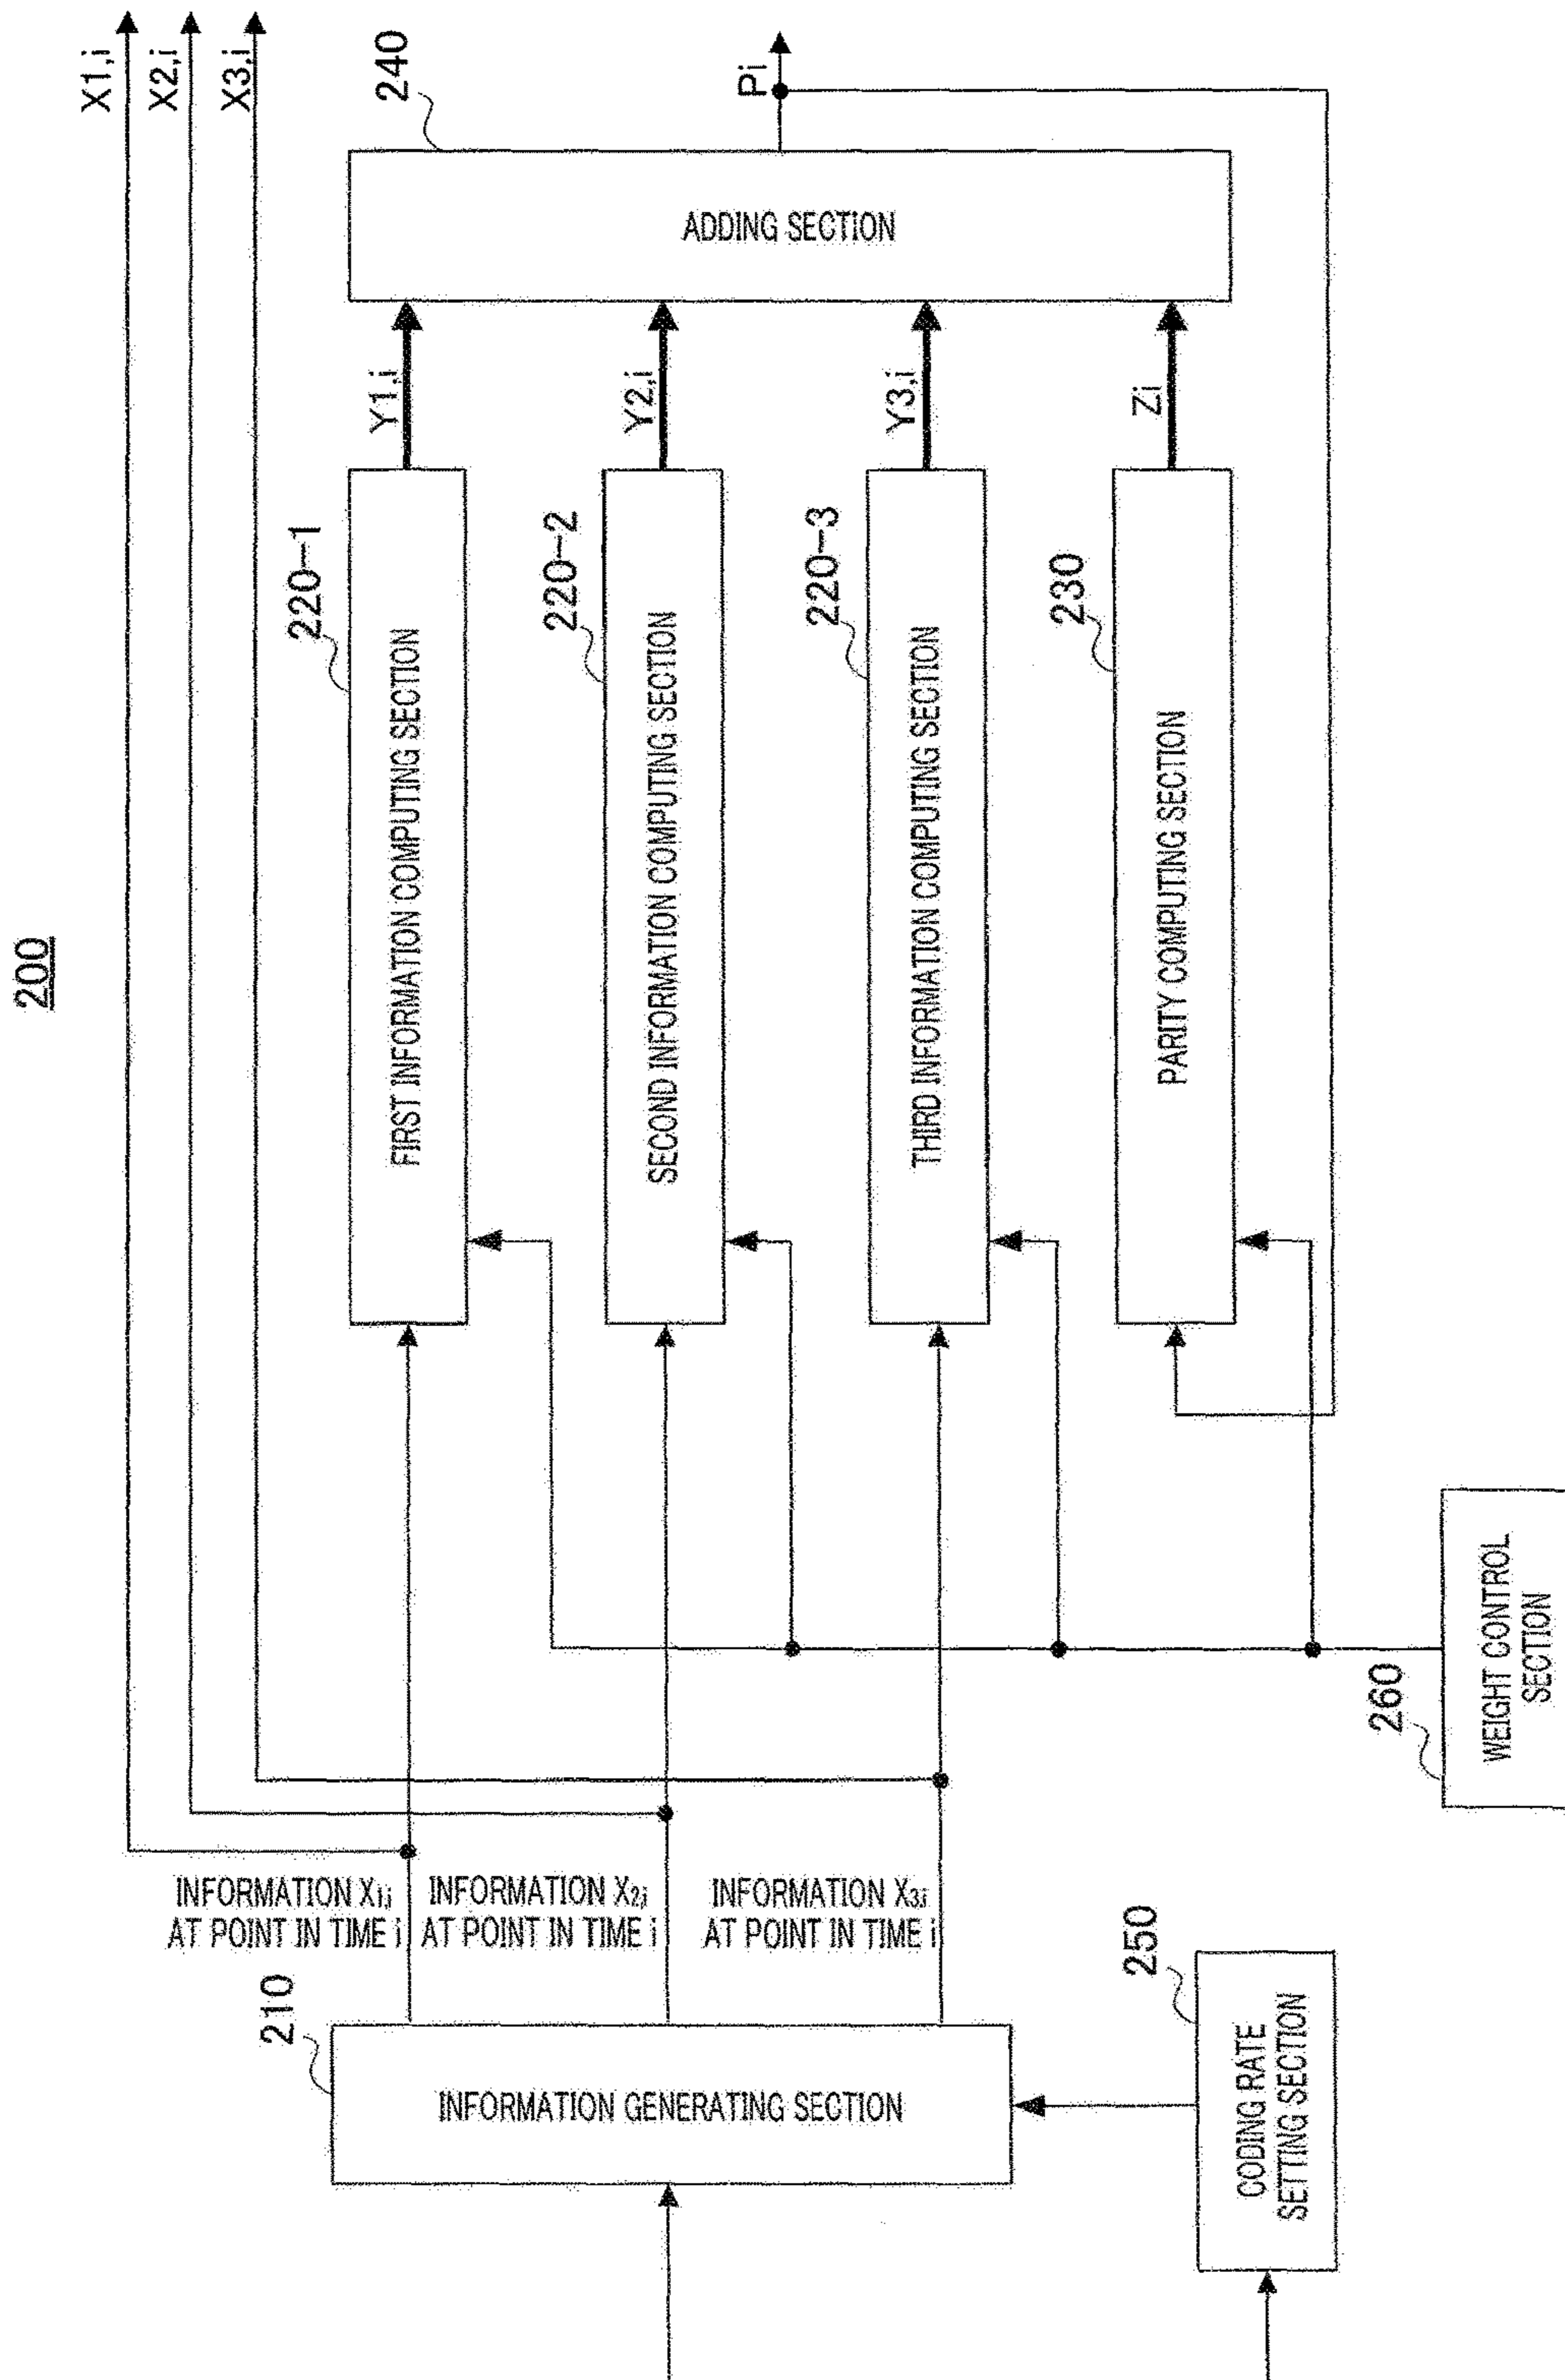 200
X1,i
X2,i
X3,i
210
INFORMATION GENERATING SECTION
INFORMATION X1,i
AT POINT IN TIME i
INFORMATION X2,i
AT POINT IN TIME i
INFORMATION X3,i
AT POINT IN TIME i
250
CODING RATE
SETTING SECTION
260
WEIGHT CONTROL
SECTION
220-1
FIRST INFORMATION COMPUTING SECTION
Y1,i
220-2
SECOND INFORMATION COMPUTING SECTION
Y2,i
220-3
THIRD INFORMATION COMPUTING SECTION
Y3,i
230
PARITY COMPUTING SECTION
Zi
240
ADDING SECTION
Pi